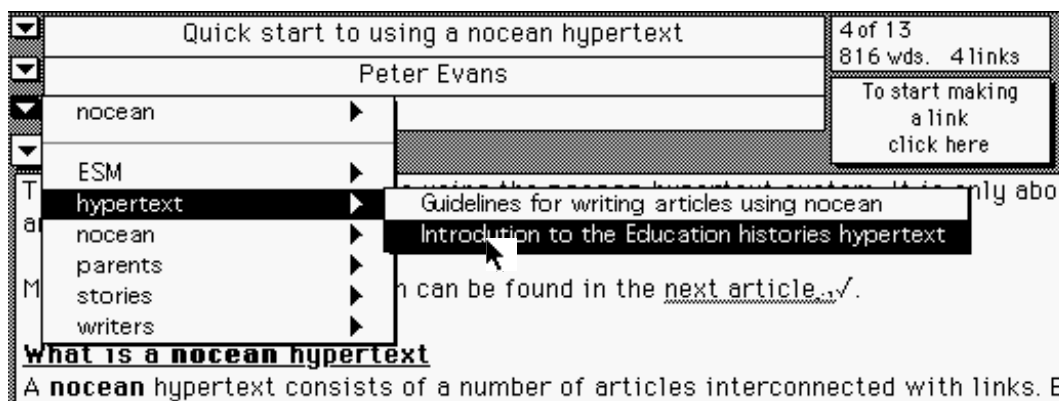 Quick start to using a nocean hypertext
4 of 13
816 wds. 4 links
Peter Evans
To start making
a link
click here
nocean
ESM
hypertext
nocean
parents
stories
writers
Guidelines for writing articles using nocean
Introdution to the Education histories hypertext
only abo
can be found in the next article...√.
What is a nocean hypertext
A nocean hypertext consists of a number of articles interconnected with links.